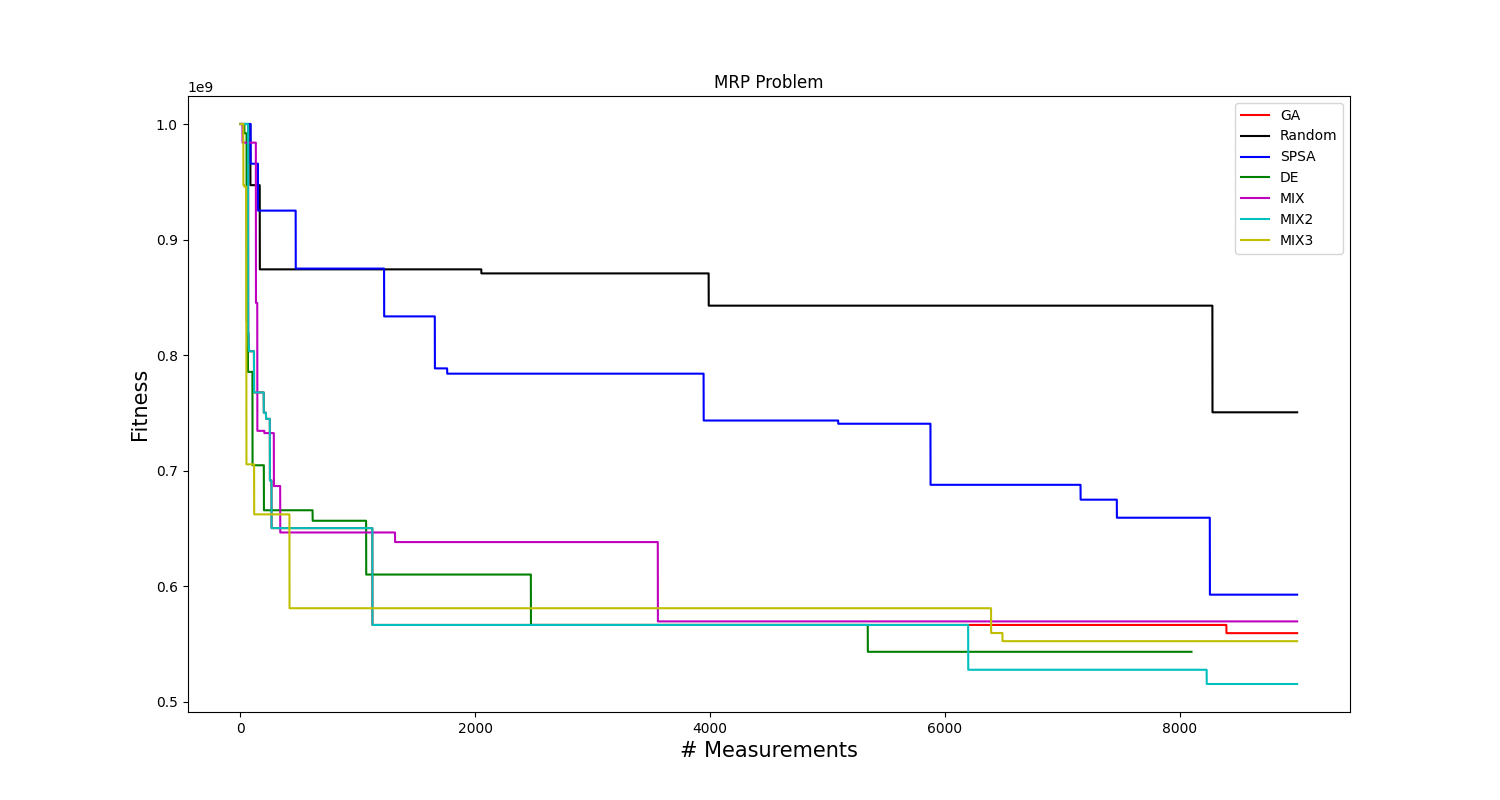 MRP Problem
1e9
1.0
0.9
0.8
0.7
0.6
0.5
Fitness
0
2000
4000
6000
8000
# Measurements
GA
Random
SPSA
DE
MIX
MIX2
MIX3